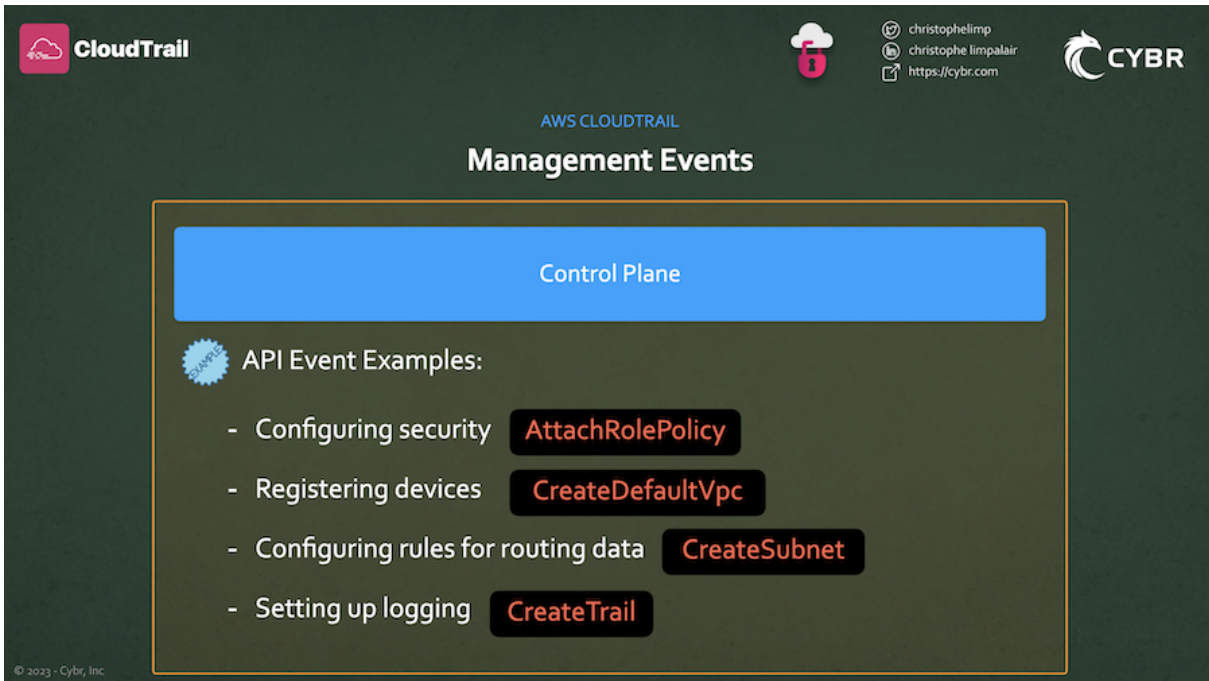 CloudTrail
christophelimp
christophe limpalair
https://cybr.com
CYBR
AWS CLOUDTRAIL
Management Events
Control Plane
EXAMPLE
API Event Examples:
- Configuring security AttachRolePolicy
- Registering devices CreateDefaultVpc
- Configuring rules for routing data CreateSubnet
- Setting up logging CreateTrail
© 2023 - Cybr, Inc